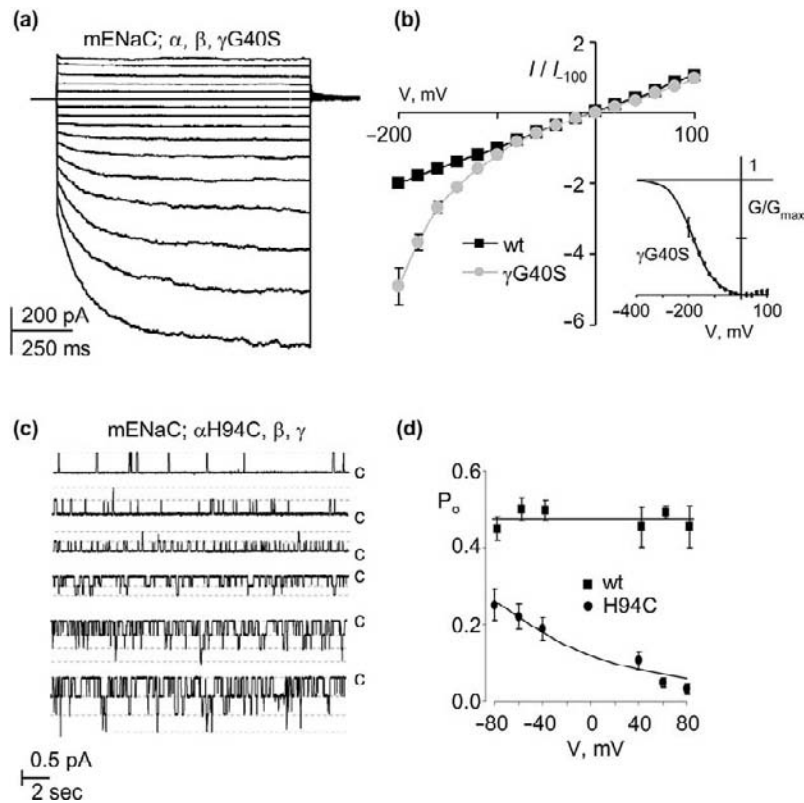 (a)
mENaC; α, β, γG40S
200 pA
250 ms
(b)
2
I / I-100
V, mV
-200
100
-2
-4
-6
wt
γG40S
1
G/Gmax
γG40S
-400
-200
100
V, mV
(c)
mENaC; αH94C, β, γ
C
C
C
C
C
C
0.5 pA
2 sec
(d)
0.6
Po
0.4
0.2
0.0
wt
H94C
-80
-40
0
40
80
V, mV